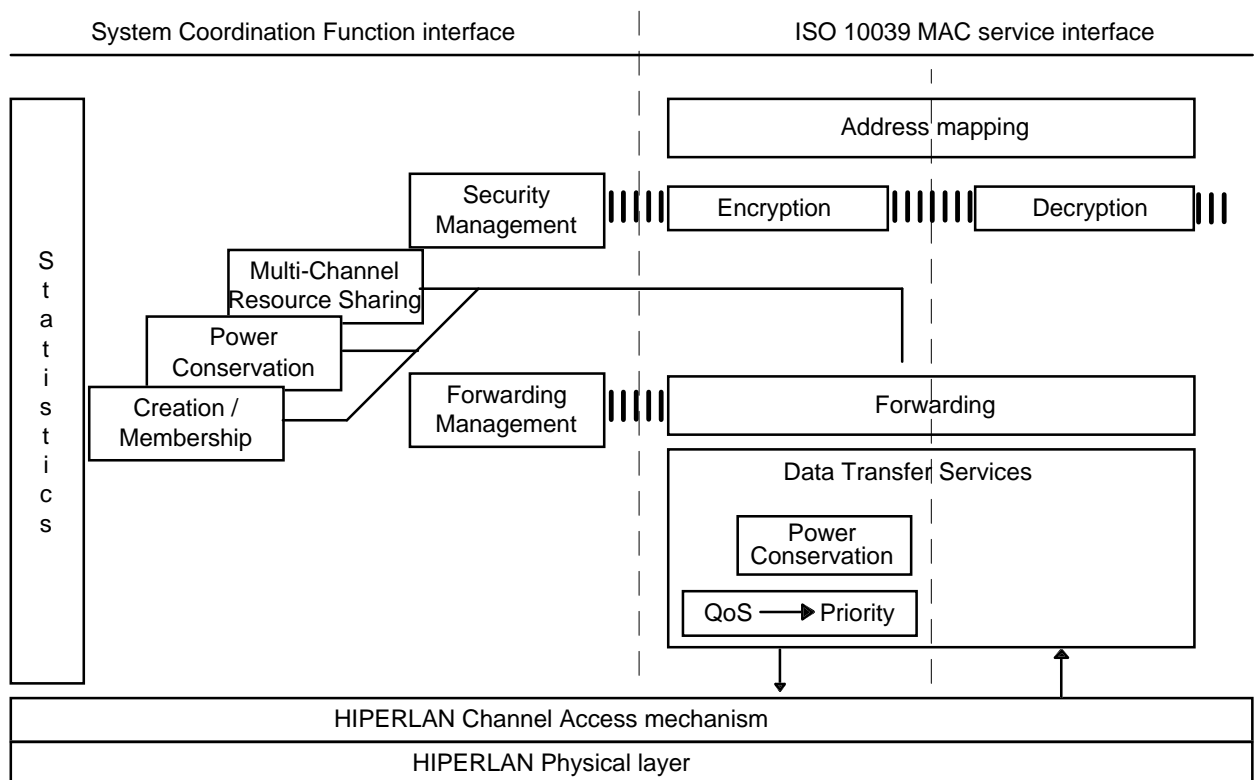 System Coordination Function interface
ISO 10039 MAC service interface
Address mapping
Security
Management
Encryption
Decryption
Statistics
Multi-Channel
Resource Sharing
Power
Conservation
Creation /
Membership
Forwarding
Management
Forwarding
Data Transfer Services
Power
Conservation
QoS
Priority
HIPERLAN Channel Access mechanism
HIPERLAN Physical layer